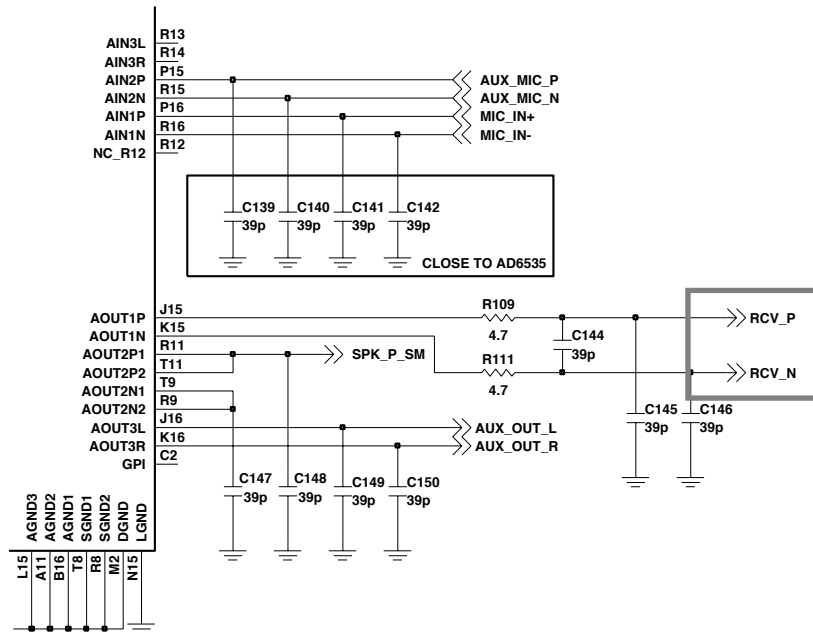 AIN3L R13
AIN3R R14
AIN2P P15 AUX_MIC_P
AIN2N R15 AUX_MIC_N
AIN1P P16 MIC_IN+
AIN1N R16 MIC_IN-
NC_R12 R12
C139 C140 C141 C142
39p 39p 39p 39p
CLOSE TO AD6535
AOUT1P J15 R109 RCV_P
4.7
AOUT1N K15 C144
39p
AOUT2P1 R11 SPK_P_SM R111
AOUT2P2 T11 RCV_N
4.7
AOUT2N1 T9
AOUT2N2 R9 C145 C146
39p 39p
AOUT3L J16 AUX_OUT_L
AOUT3R K16 AUX_OUT_R
GPI C2
C147 C148 C149 C150
39p 39p 39p 39p
AGND3 AGND2 AGND1 SGND1 SGND2 DGND LGND
L15 A11 B16 T8 R8 M2 N15